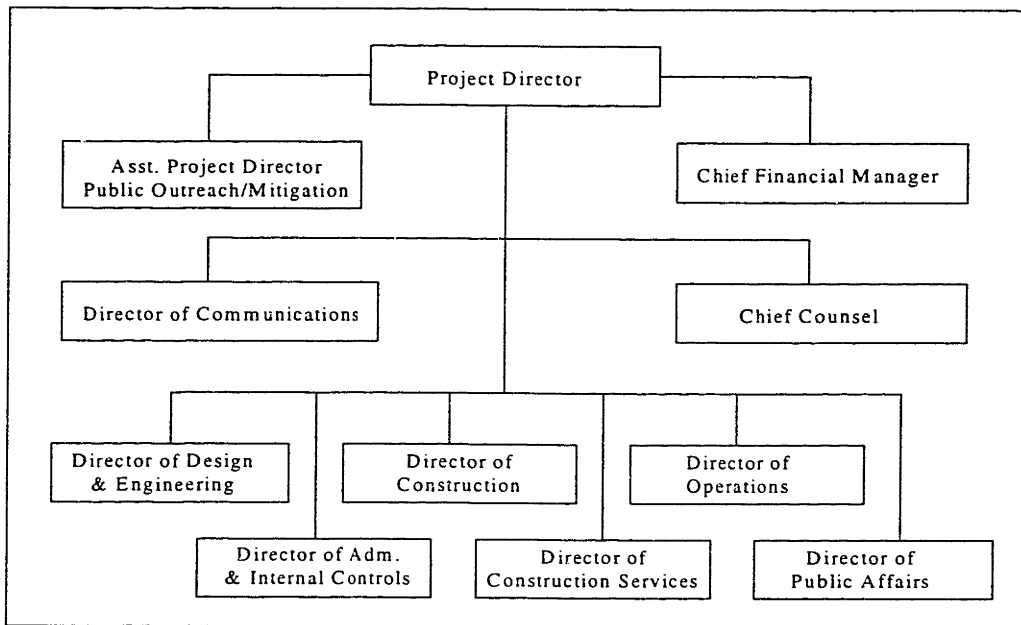 Project Director
Asst. Project Director
Public Outreach/Mitigation
Chief Financial Manager
Director of Communications
Chief Counsel
Director of Design
& Engineering
Director of
Construction
Director of
Operations
Director of Adm.
& Internal Controls
Director of
Construction Services
Director of
Public Affairs